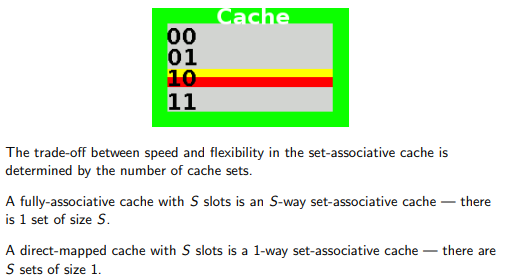 Cache
00
01
10
11
The trade-off between speed and flexibility in the set-associative cache is
determined by the number of cache sets.
A fully-associative cache with S slots is an S-way set-associative cache — there
is 1 set of size S.
A direct-mapped cache with S slots is a 1-way set-associative cache — there are
S sets of size 1.